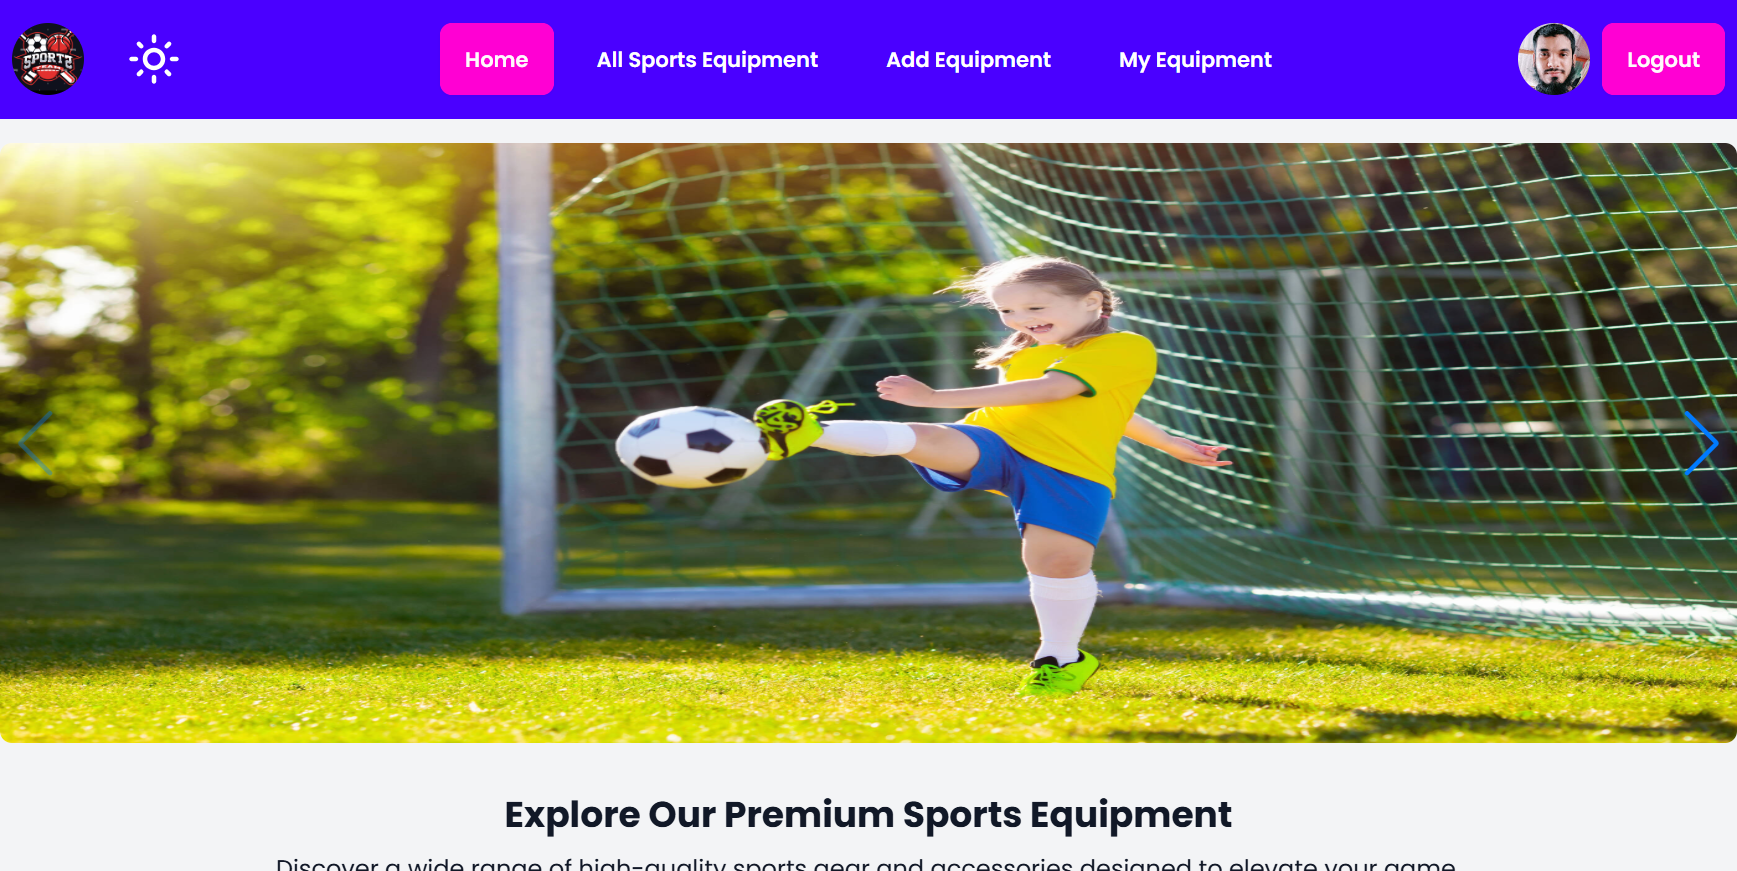 SPORTS
Home
All Sports Equipment
Add Equipment
My Equipment
Logout
Explore Our Premium Sports Equipment
Discover a wide range of high-quality sports gear and accessories designed to elevate your game.